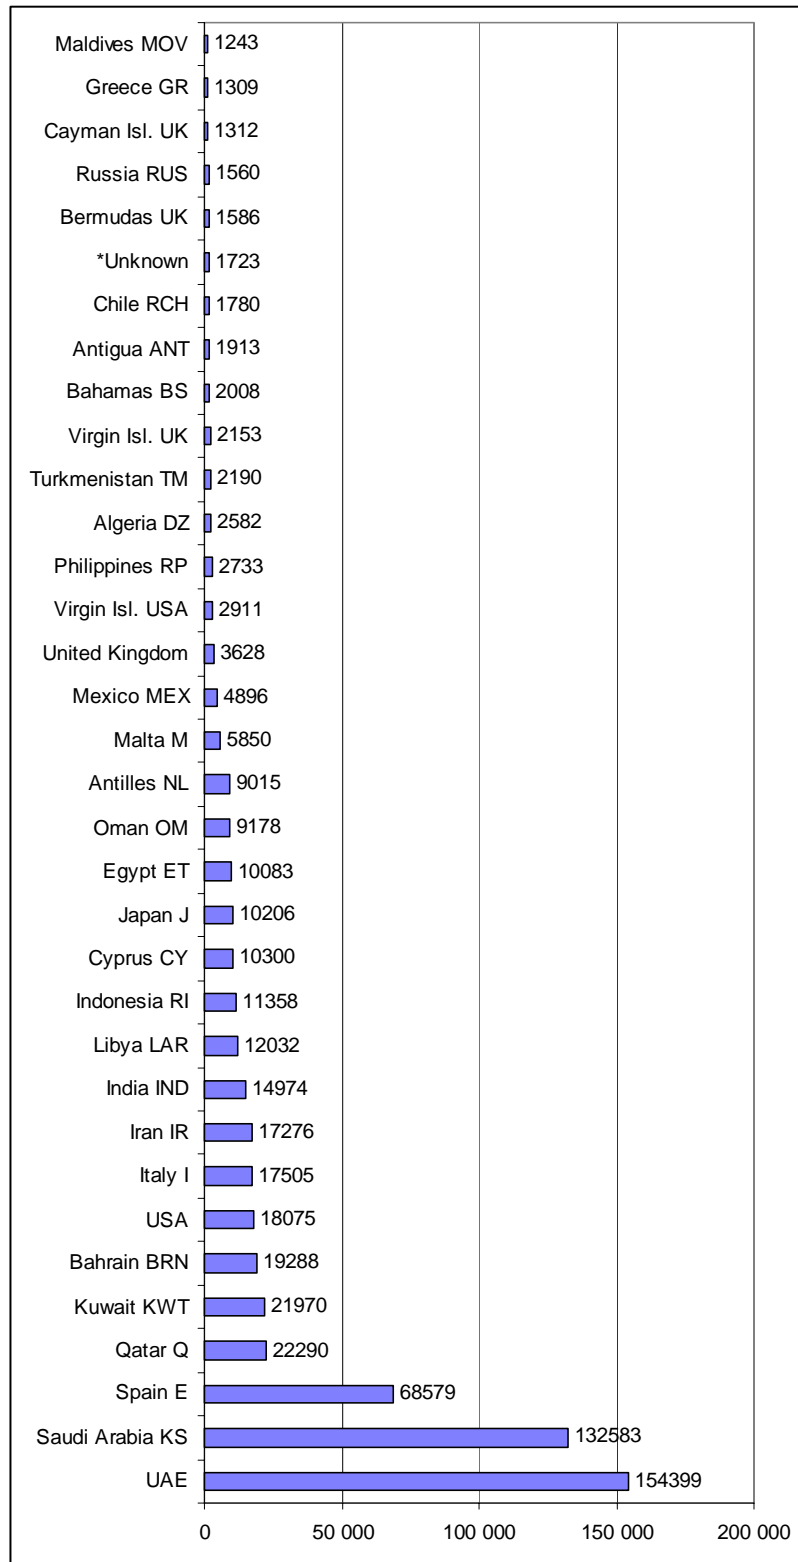 Maldives MOV 1243
Greece GR 1309
Cayman Isl. UK 1312
Russia RUS 1560
Bermudas UK 1586
*Unknown 1723
Chile RCH 1780
Antigua ANT 1913
Bahamas BS 2008
Virgin Isl. UK 2153
Turkmenistan TM 2190
Algeria DZ 2582
Philippines RP 2733
Virgin Isl. USA 2911
United Kingdom 3628
Mexico MEX 4896
Malta M 5850
Antilles NL 9015
Oman OM 9178
Egypt ET 10083
Japan J 10206
Cyprus CY 10300
Indonesia RI 11358
Libya LAR 12032
India IND 14974
Iran IR 17276
Italy I 17505
USA 18075
Bahrain BRN 19288
Kuwait KWT 21970
Qatar Q 22290
Spain E 68579
Saudi Arabia KS 132583
UAE 154399
0 50 000 100 000 150 000 200 000